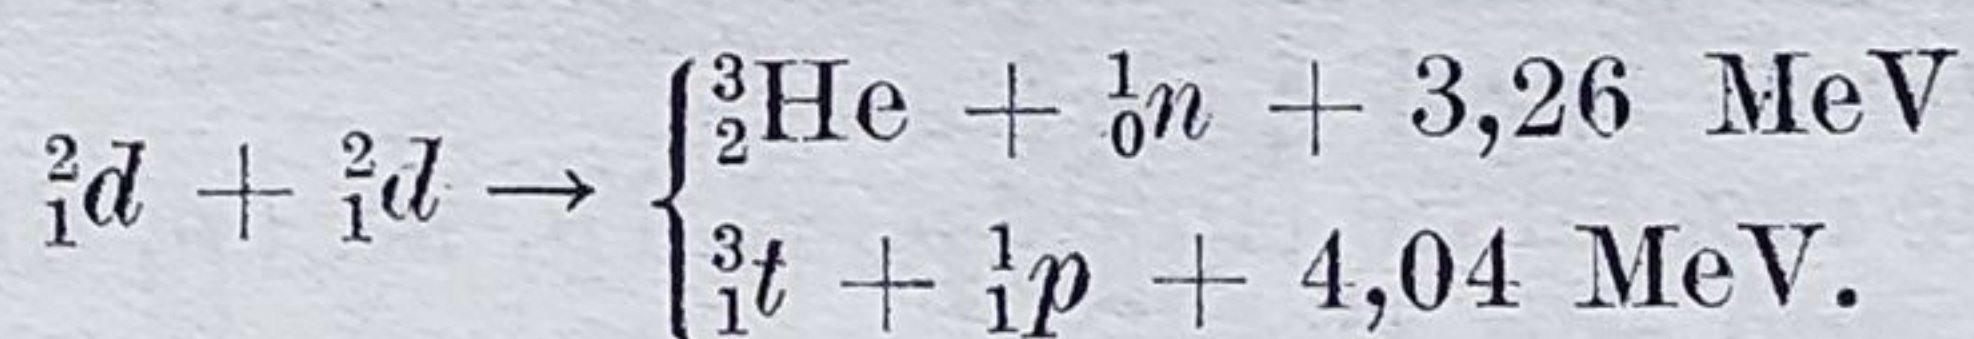 ³₂He + ¹₀n + 3,26 MeV
²₁d + ²₁d → {
³₁t + ¹₁p + 4,04 MeV.